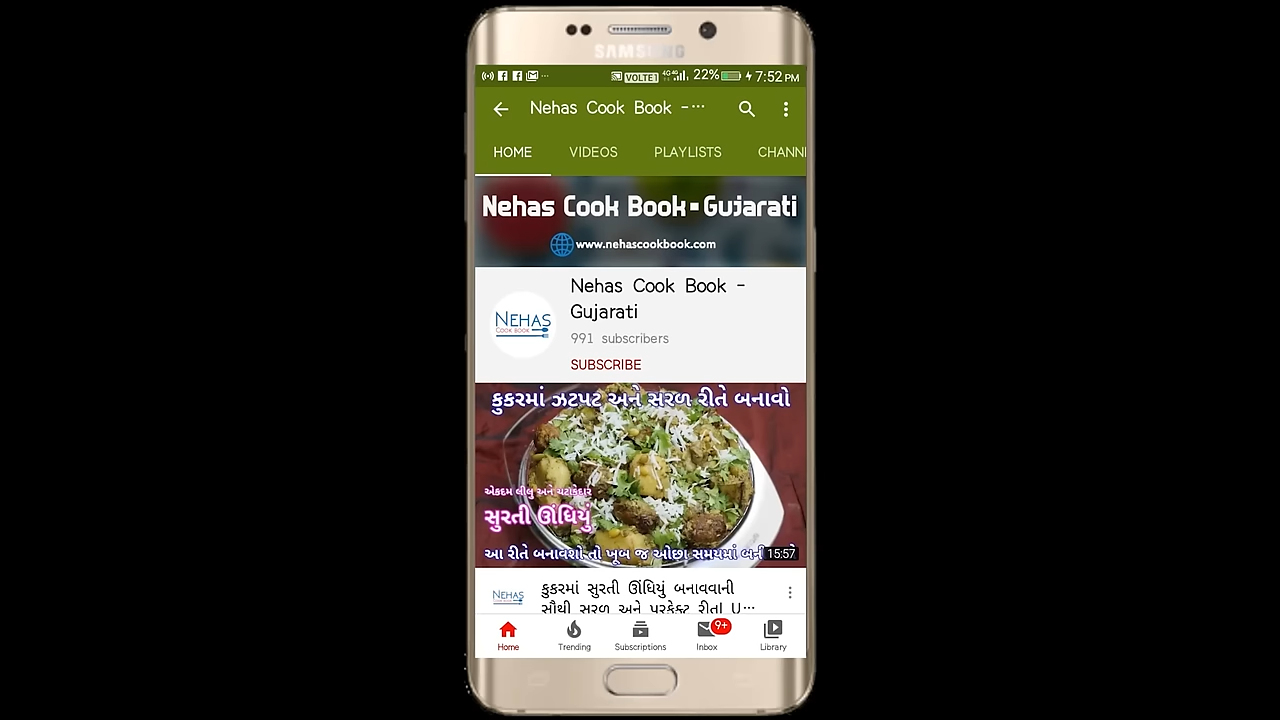 SAMSUNG
VOLTE1 4G 4G 22% 7:52 PM
Nehas Cook Book -...
HOME VIDEOS PLAYLISTS CHANN
Nehas Cook Book - Gujarati
www.nehascookbook.com
Nehas Cook Book -
Gujarati
991 subscribers
SUBSCRIBE
NEHAS
COOK BOOK
કુકરમાં ઝટપટ અને સરળ રીતે બનાવો
એકદમ લીલુ અને ચટાકેદાર
સુરતી ઊંધિયું
આ રીતે બનાવશો તો ખૂબ જ ઓછા સમયમાં
15:57
NEHAS
કુકરમાં સુરતી ઊંધિયું બનાવવાની
સૌથી સરળ અને પરફેક્ટ રીત| U...
9+
Home Trending Subscriptions Inbox Library